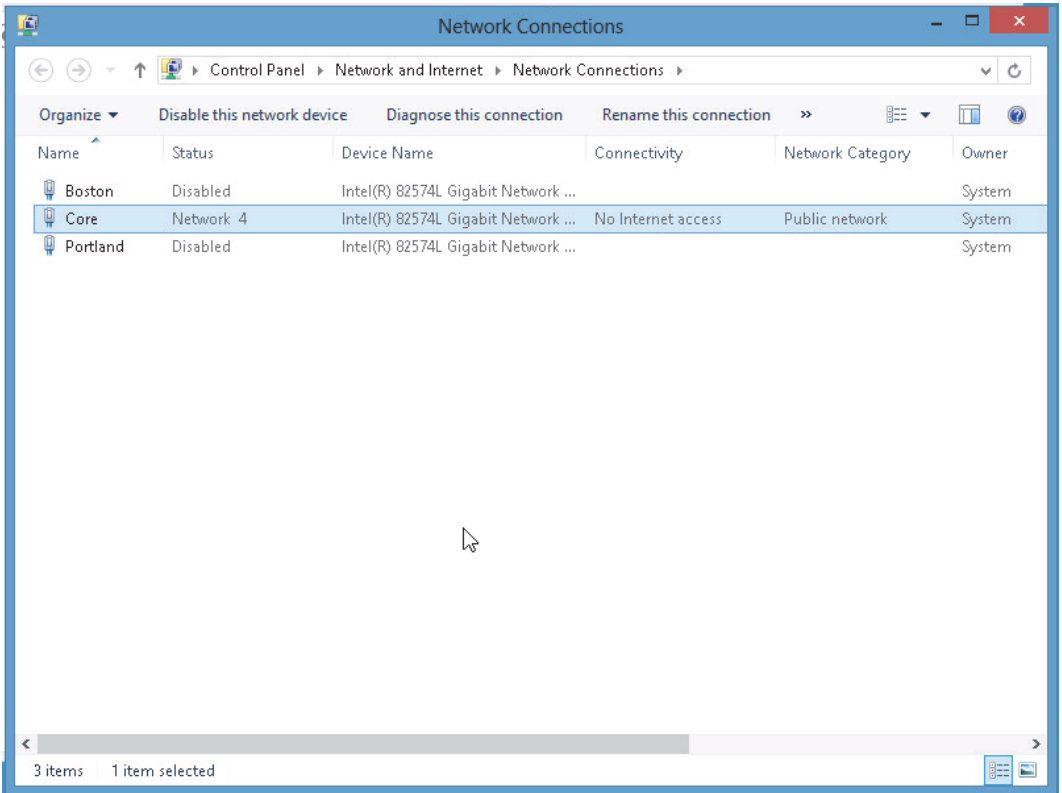 Network Connections
Control Panel Network and Internet Network Connections
Organize Disable this network device Diagnose this connection Rename this connection »
Name Status Device Name Connectivity Network Category Owner
Boston Disabled Intel(R) 82574L Gigabit Network ... System
Core Network 4 Intel(R) 82574L Gigabit Network ... No Internet access Public network System
Portland Disabled Intel(R) 82574L Gigabit Network ... System
3 items 1 item selected